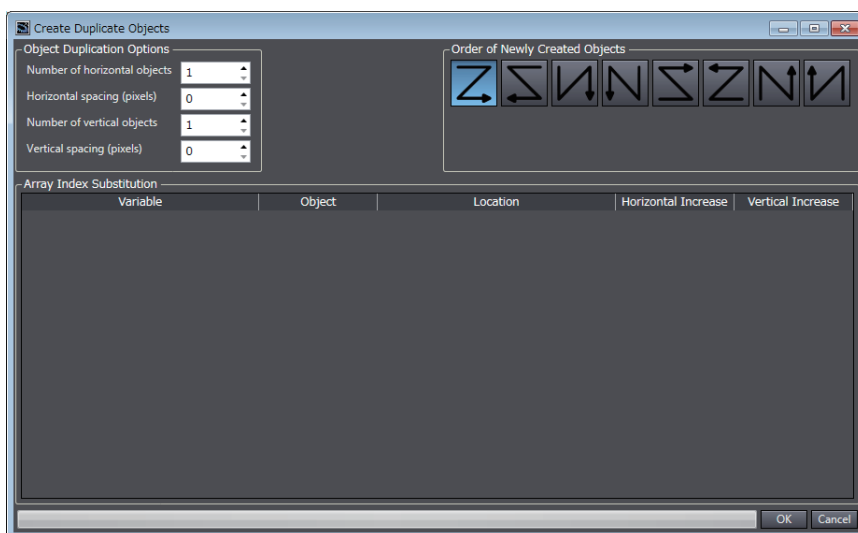 Create Duplicate Objects
Object Duplication Options
Number of horizontal objects 1
Horizontal spacing (pixels) 0
Number of vertical objects 1
Vertical spacing (pixels) 0
Order of Newly Created Objects
Array Index Substitution
Variable Object Location Horizontal Increase Vertical Increase
OK Cancel